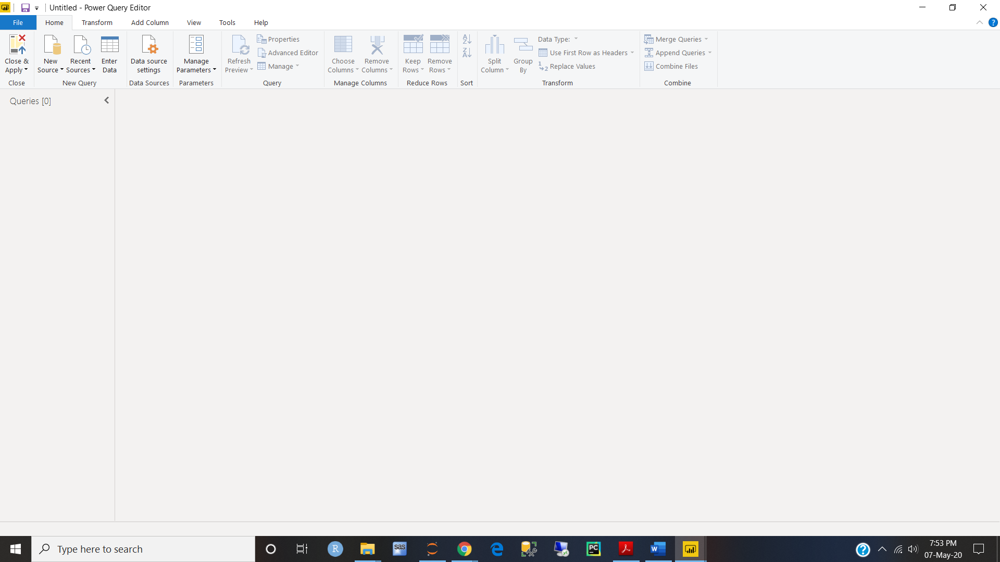 Untitled - Power Query Editor
File Home Transform Add Column View Tools Help
?
Close & Apply
New Source
Recent Sources
Enter Data
Data source settings
Manage Parameters
Refresh Preview
Properties
Advanced Editor
Manage
Choose Columns
Remove Columns
Keep Rows
Remove Rows
A Z
Z A
Split Column
Group By
Data Type:
Use First Row as Headers
1 2 Replace Values
Merge Queries
Append Queries
Combine Files
Close New Query Data Sources Parameters Query Manage Columns Reduce Rows Sort Transform Combine
Queries [0]
Type here to search
R
sas
PC
W
?
7:53 PM
07-May-20